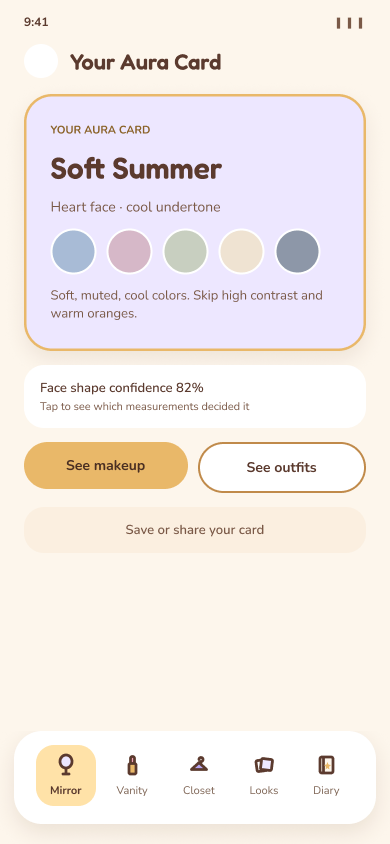 9:41
Your Aura Card
YOUR AURA CARD
Soft Summer
Heart face · cool undertone
Soft, muted, cool colors. Skip high contrast and
warm oranges.
Face shape confidence 82%
Tap to see which measurements decided it
See makeup
See outfits
Save or share your card
Mirror
Vanity
Closet
Looks
Diary